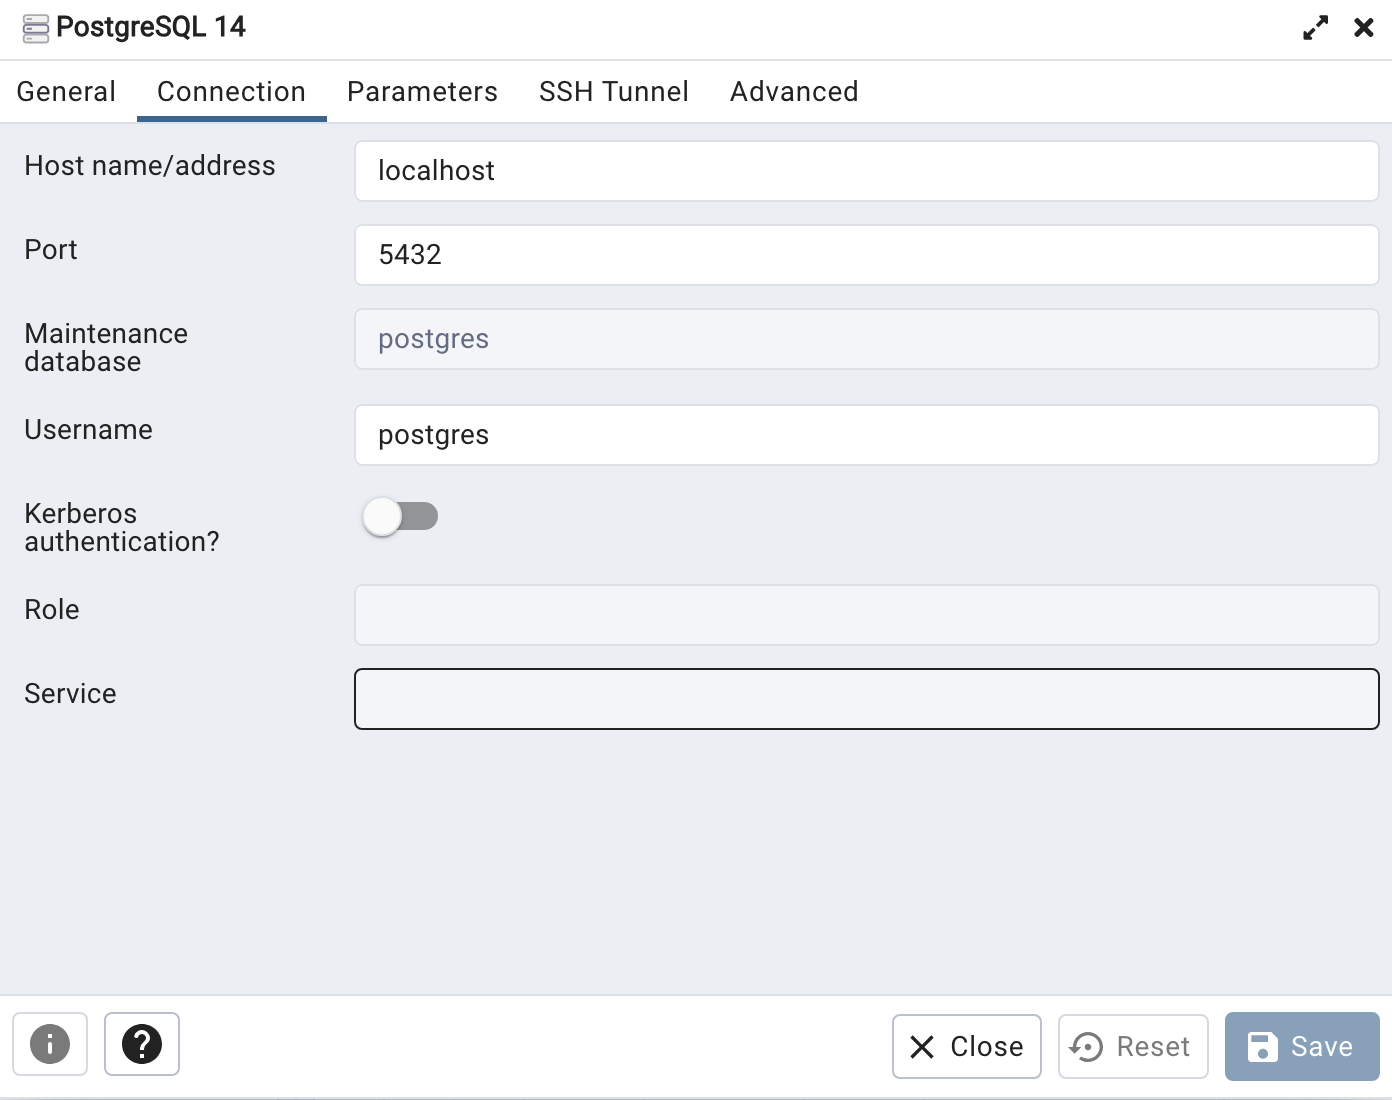 PostgreSQL 14
General Connection Parameters SSH Tunnel Advanced
Host name/address localhost
Port 5432
Maintenance
database
postgres
Username postgres
Kerberos
authentication?
Role
Service
Close Reset Save